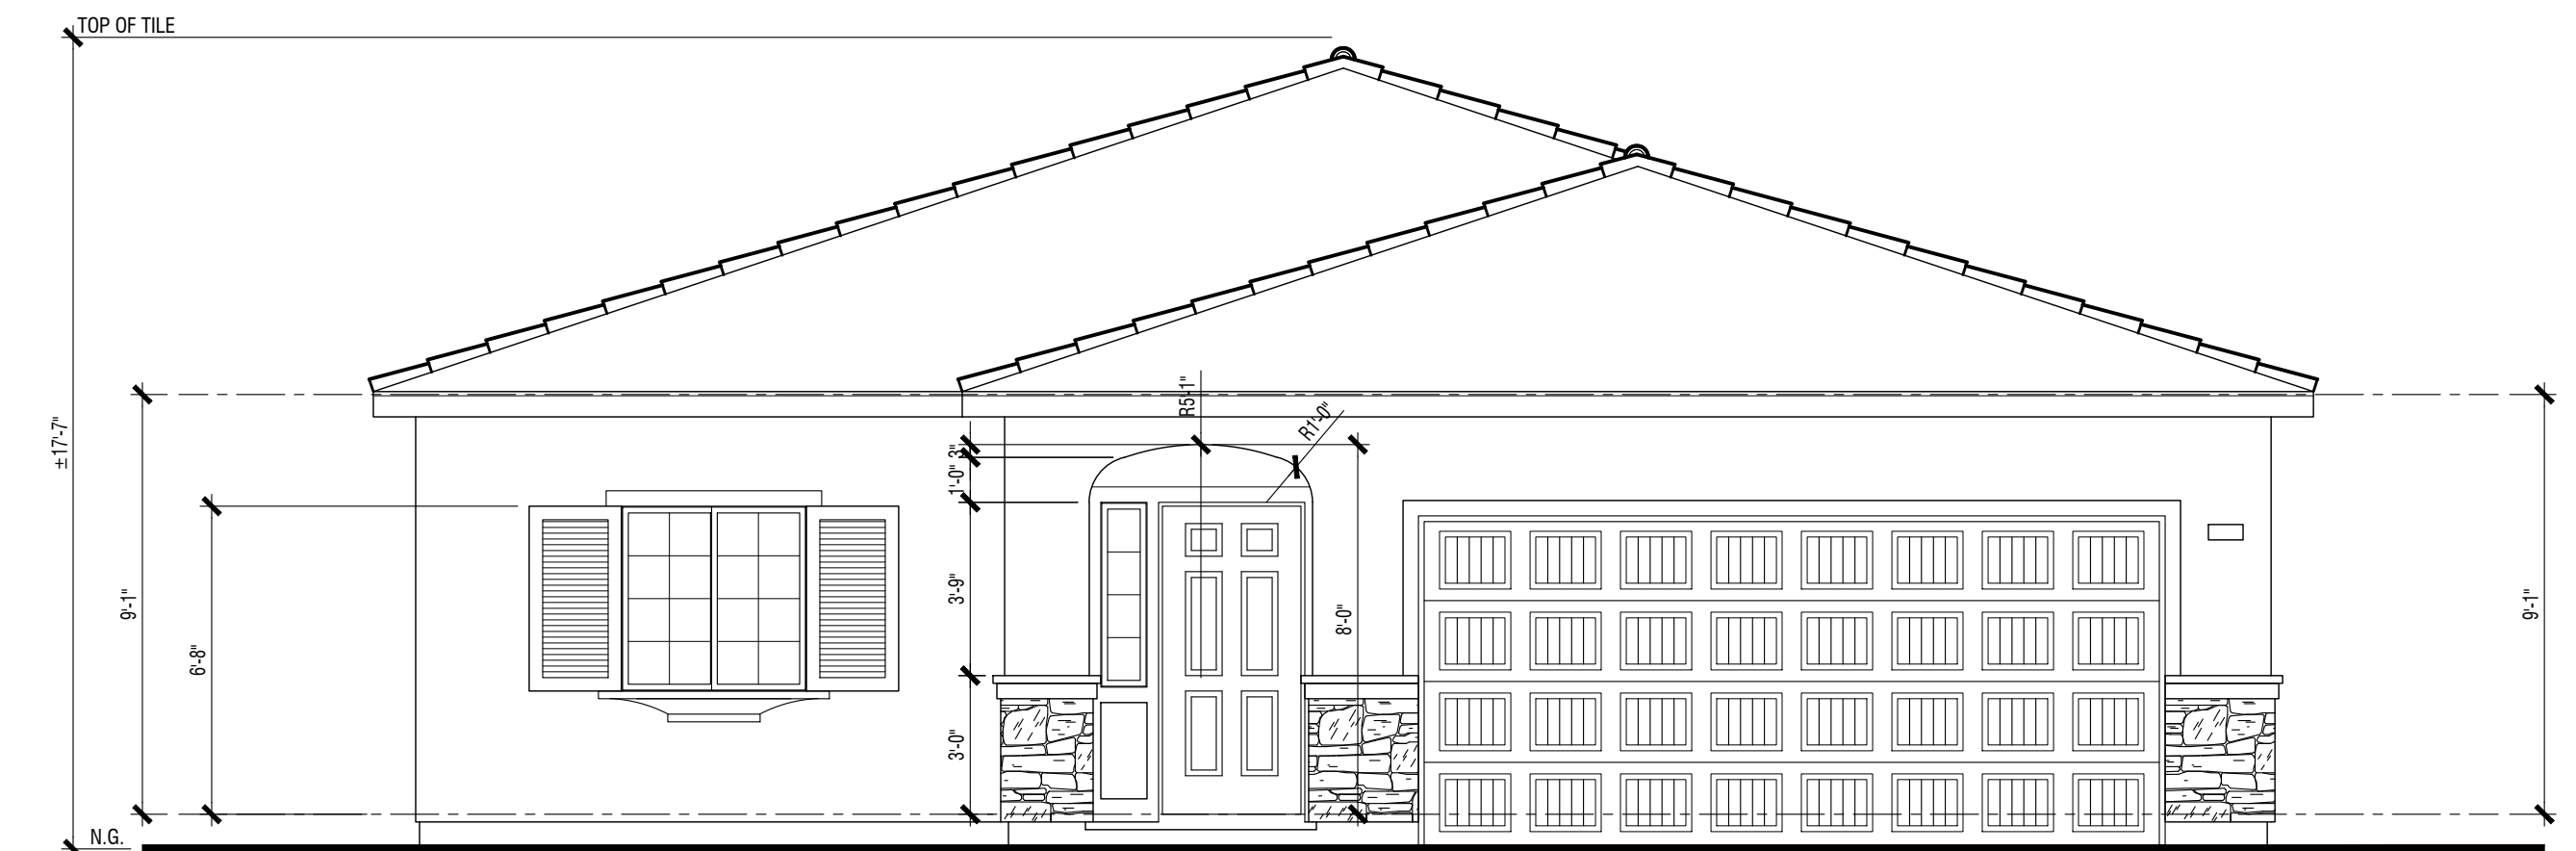 TOP OF TILE
±17'-7"
9'-1"
6'-8"
3"
1'-0"
3'-9"
3'-0"
R5'-1"
R1'-0"
8'-0"
9'-1"
N.G.